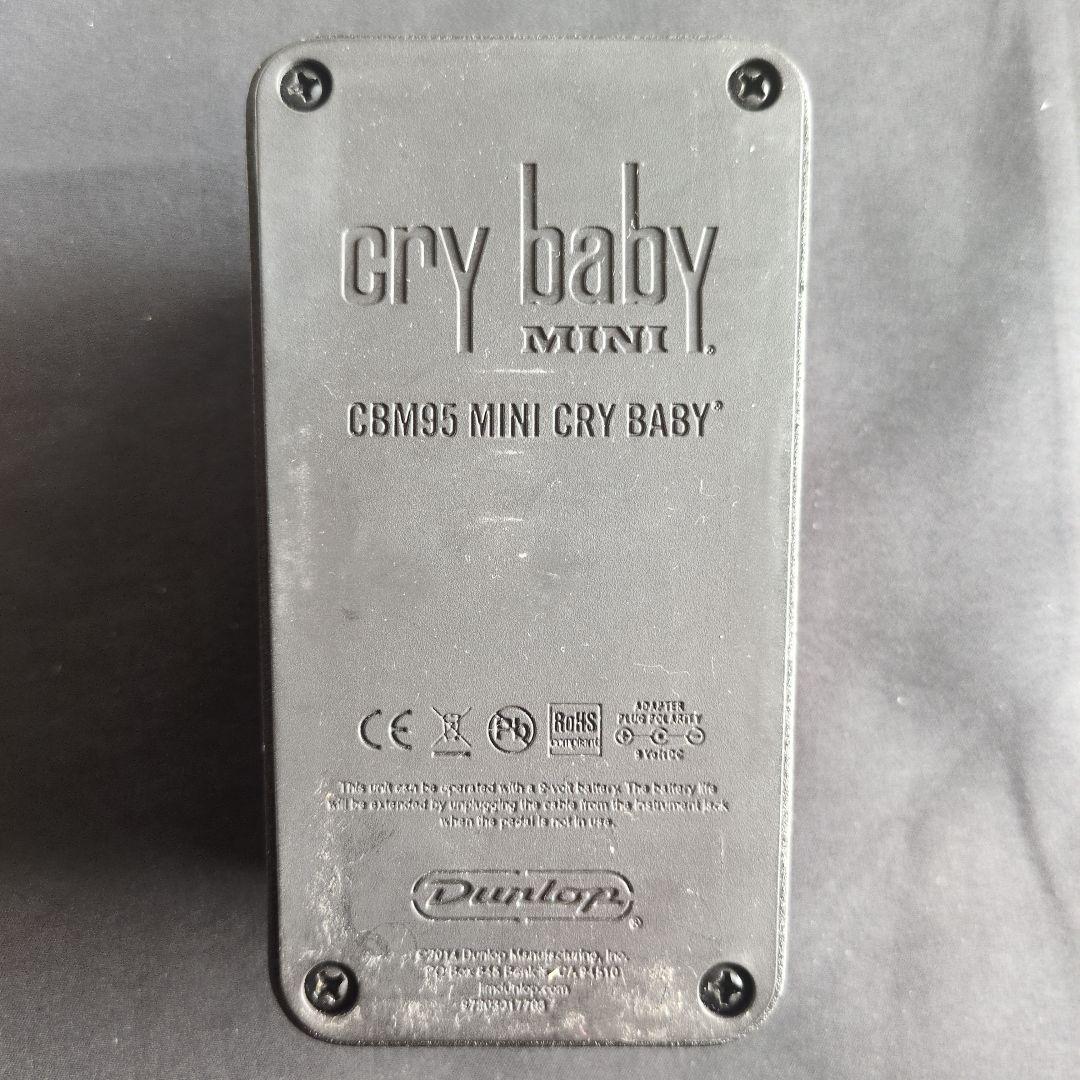 cry baby
MINI®
CBM95 MINI CRY BABY®
CE Pb RoHS compliant
ADAPTER
PLUG POLARITY
9 Volt DC
This unit can be operated with a 9-volt battery. The battery life
will be extended by unplugging the cable from the instrument jack
when the pedal is not in use.
Dunlop®
©2014 Dunlop Manufacturing, Inc.
PO Box 846 Benicia CA 94510
jimdunlop.com